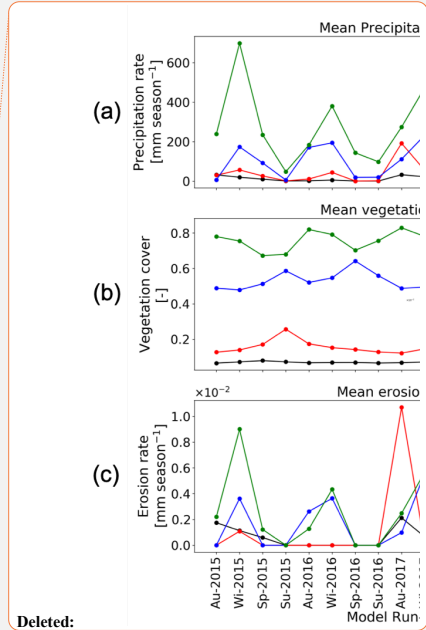 Mean Precipita
(a)
Precipitation rate
[mm season⁻¹]
600
400
200
0
Mean vegetatio
(b)
Vegetation cover
[-]
0.8
0.6
0.4
0.2
Mean erosio
×10⁻²
(c)
Erosion rate
[mm season⁻¹]
1.0
0.8
0.6
0.4
0.2
0.0
Au-2015
Wi-2015
Sp-2015
Su-2015
Au-2016
Wi-2016
Sp-2016
Su-2016
Au-2017
Model Run-
Deleted: